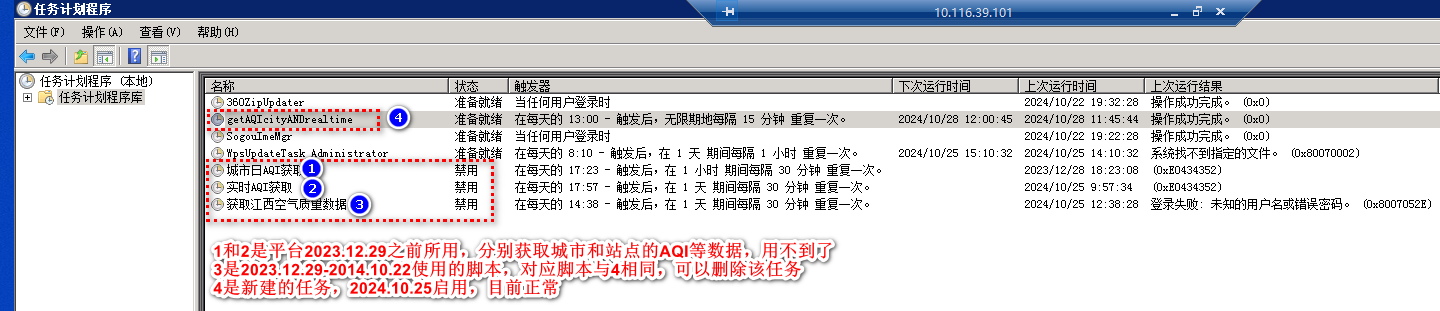 任务计划程序
10.116.39.101
文件(F) 操作(A) 查看(V) 帮助(H)
任务计划程序 (本地)
任务计划程序库
名称 状态 触发器 下次运行时间 上次运行时间 上次运行结果
360ZipUpdater 准备就绪 当任何用户登录时 2024/10/22 19:32:28 操作成功完成。 (0x0)
getAQIcityANDrealtime 4 准备就绪 在每天的 13:00 - 触发后，无限期地每隔 15 分钟 重复一次。 2024/10/28 12:00:45 2024/10/28 11:45:44 操作成功完成。 (0x0)
SogouImeMgr 准备就绪 当任何用户登录时 2024/10/22 19:22:28 操作成功完成。 (0x0)
WpsUpdateTask_Administrator 准备就绪 在每天的 8:10 - 触发后，在 1 天 期间每隔 1 小时 重复一次。 2024/10/25 15:10:32 2024/10/25 14:10:32 系统找不到指定的文件。 (0x80070002)
城市日AQI获取 1 禁用 在每天的 17:23 - 触发后，在 1 小时 期间每隔 30 分钟 重复一次。 2023/12/28 18:23:08 (0xE0434352)
实时AQI获取 2 禁用 在每天的 17:57 - 触发后，在 1 天 期间每隔 30 分钟 重复一次。 2024/10/25 9:57:34 (0xE0434352)
获取江西空气质量数据 3 禁用 在每天的 14:38 - 触发后，在 1 天 期间每隔 30 分钟 重复一次。 2024/10/25 12:38:28 登录失败: 未知的用户名或错误密码。 (0x8007052E)
1和2是平台2023.12.29之前所用，分别获取城市和站点的AQI等数据，用不到了
3是2023.12.29-2014.10.22使用的脚本，对应脚本与4相同，可以删除该任务
4是新建的任务，2024.10.25启用，目前正常